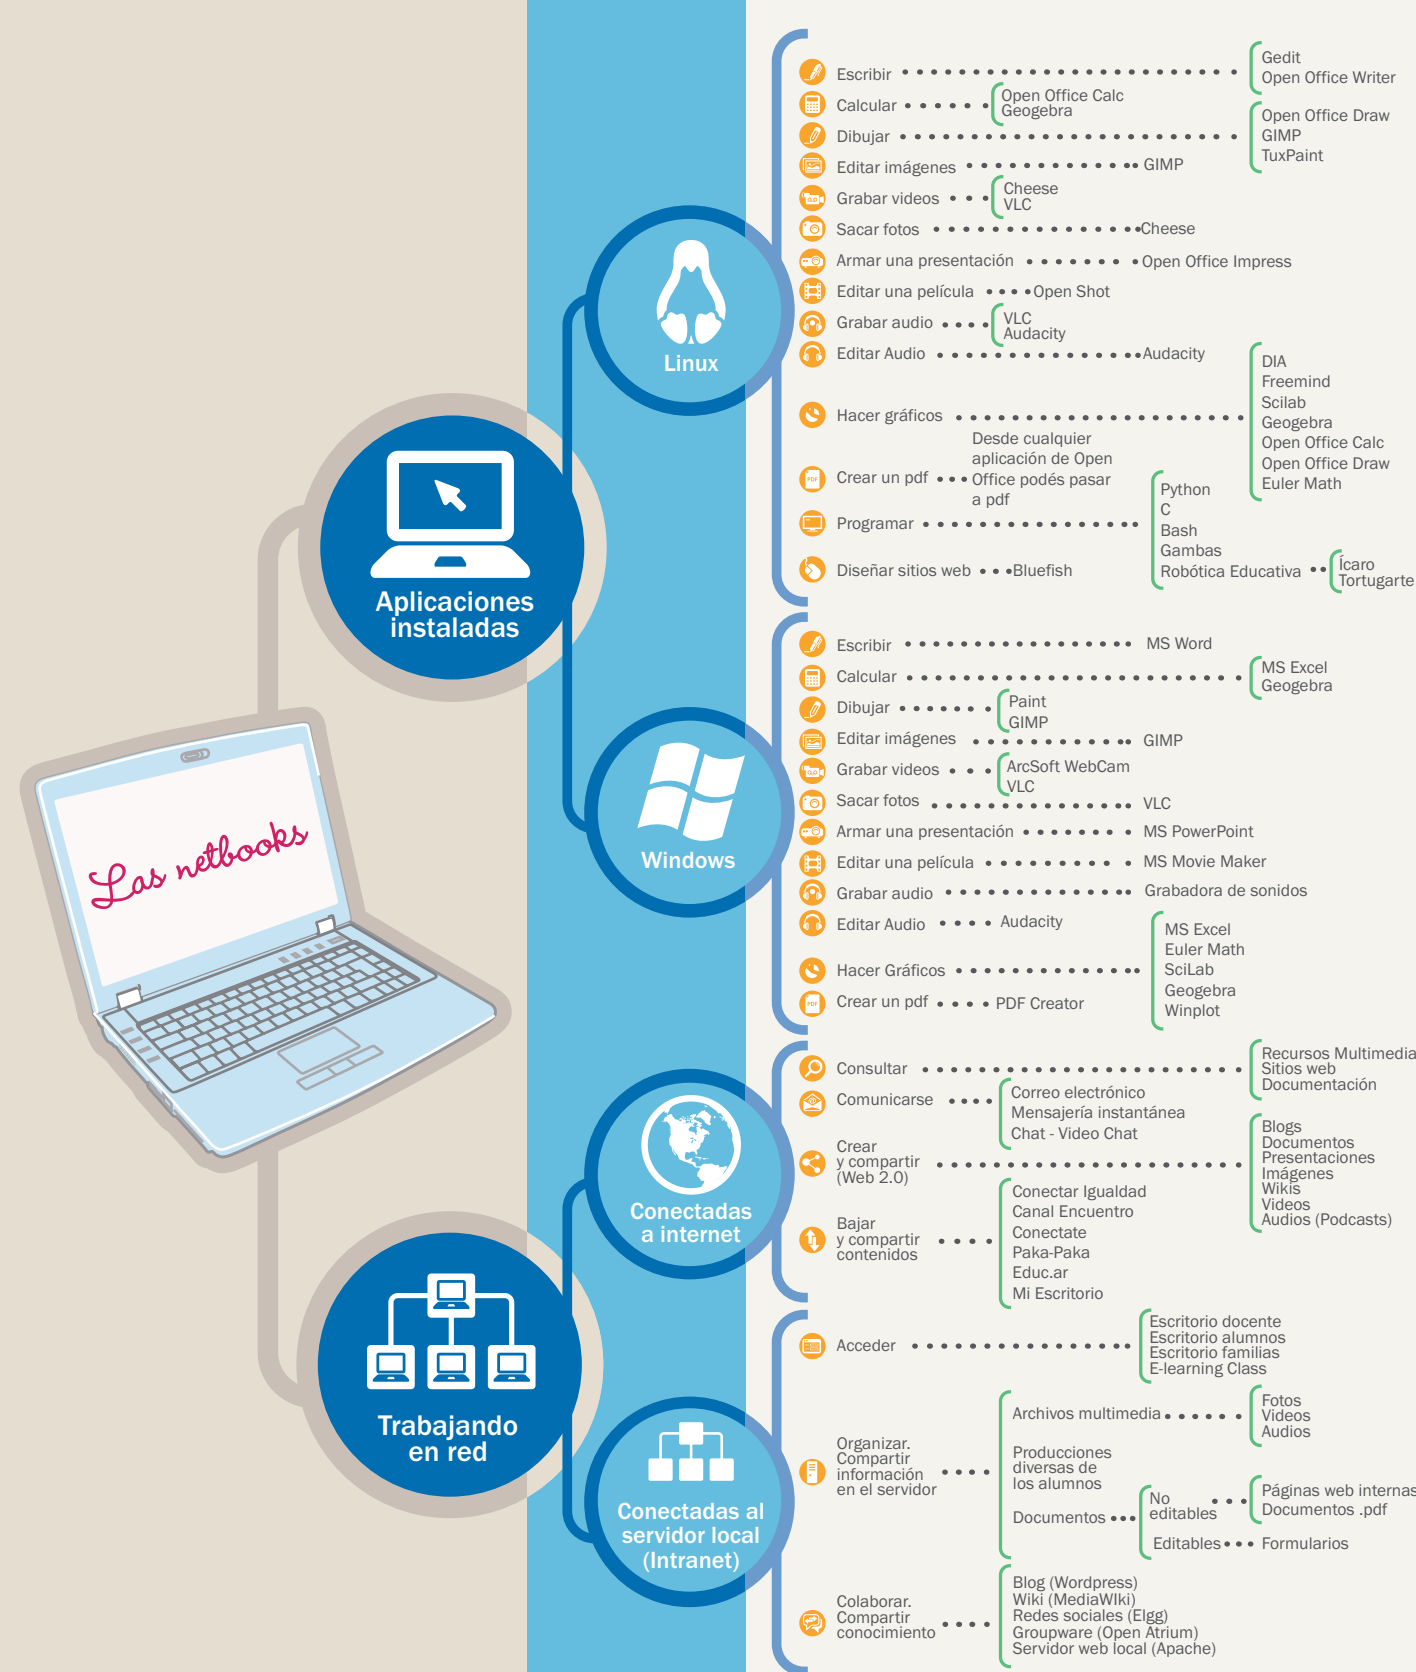 Las netbooks
Aplicaciones
instaladas
Linux
Escribir
Gedit
Open Office Writer
Calcular
Open Office Calc
Geogebra
Dibujar
Open Office Draw
GIMP
TuxPaint
Editar imágenes
GIMP
Grabar videos
Cheese
VLC
Sacar fotos
Cheese
Armar una presentación
Open Office Impress
Editar una película
Open Shot
Grabar audio
VLC
Audacity
Editar Audio
Audacity
Hacer gráficos
DIA
Freemind
Scilab
Geogebra
Open Office Calc
Open Office Draw
Euler Math
PDF
Crear un pdf
Desde cualquier
aplicación de Open
Office podés pasar
a pdf
Programar
Python
C
Bash
Gambas
Robótica Educativa
Ícaro
Tortugarte
Diseñar sitios web
Bluefish
Windows
Escribir
MS Word
Calcular
MS Excel
Geogebra
Dibujar
Paint
GIMP
Editar imágenes
GIMP
Grabar videos
ArcSoft WebCam
VLC
Sacar fotos
VLC
Armar una presentación
MS PowerPoint
Editar una película
MS Movie Maker
Grabar audio
Grabadora de sonidos
Editar Audio
Audacity
Hacer Gráficos
MS Excel
Euler Math
SciLab
Geogebra
Winplot
PDF
Crear un pdf
PDF Creator
Trabajando
en red
Conectadas
a internet
Consultar
Recursos Multimedia
Sitios web
Documentación
Comunicarse
Correo electrónico
Mensajería instantánea
Chat - Video Chat
Crear
y compartir
(Web 2.0)
Blogs
Documentos
Presentaciones
Imágenes
Wikis
Videos
Audios (Podcasts)
Bajar
y compartir
contenidos
Conectar Igualdad
Canal Encuentro
Conectate
Paka-Paka
Educ.ar
Mi Escritorio
Conectadas al
servidor local
(Intranet)
Acceder
Escritorio docente
Escritorio alumnos
Escritorio familias
E-learning Class
Organizar.
Compartir
información
en el servidor
Archivos multimedia
Fotos
Videos
Audios
Producciones
diversas de
los alumnos
Documentos
No
editables
Páginas web internas
Documentos .pdf
Editables
Formularios
Colaborar.
Compartir
conocimiento
Blog (Wordpress)
Wiki (MediaWIki)
Redes sociales (Elgg)
Groupware (Open Atrium)
Servidor web local (Apache)